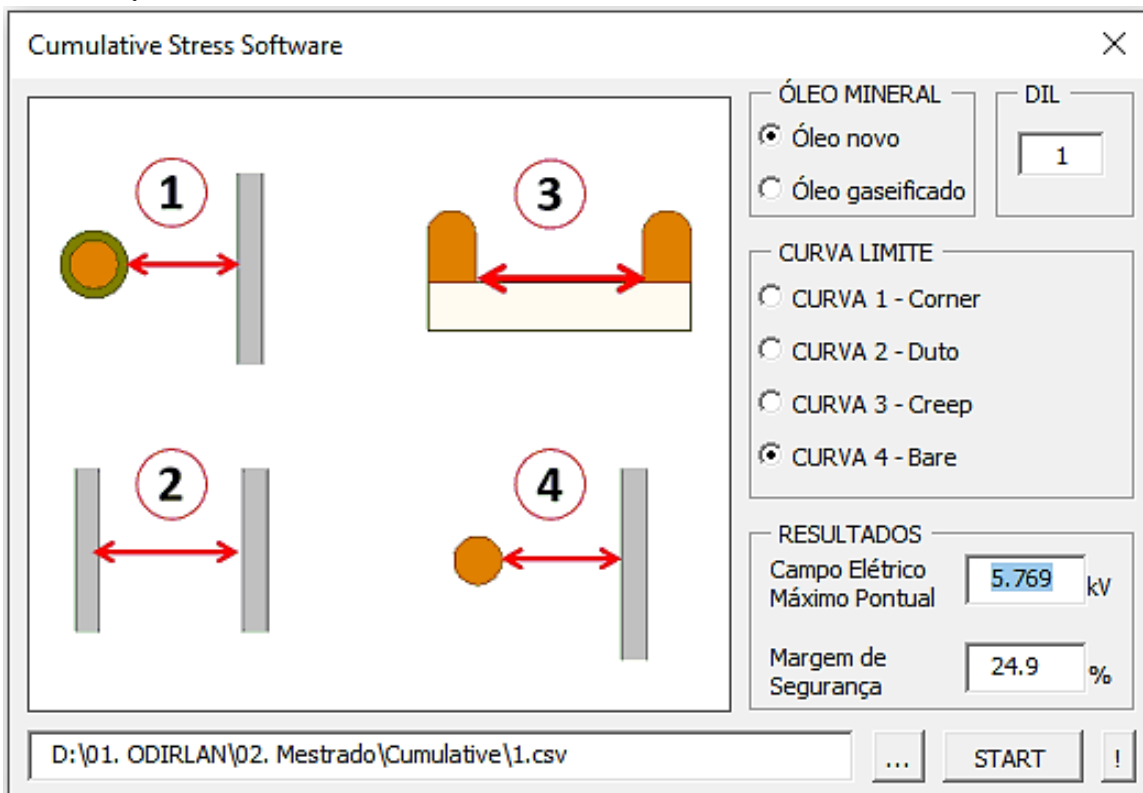 Cumulative Stress Software
1
3
2
4
ÓLEO MINERAL
Óleo novo
Óleo gaseificado
DIL
1
CURVA LIMITE
CURVA 1 - Corner
CURVA 2 - Duto
CURVA 3 - Creep
CURVA 4 - Bare
RESULTADOS
Campo Elétrico
Máximo Pontual
5.769 kV
Margem de
Segurança
24.9 %
D:\01. ODIRLAN\02. Mestrado\Cumulative\1.csv
...
START
!